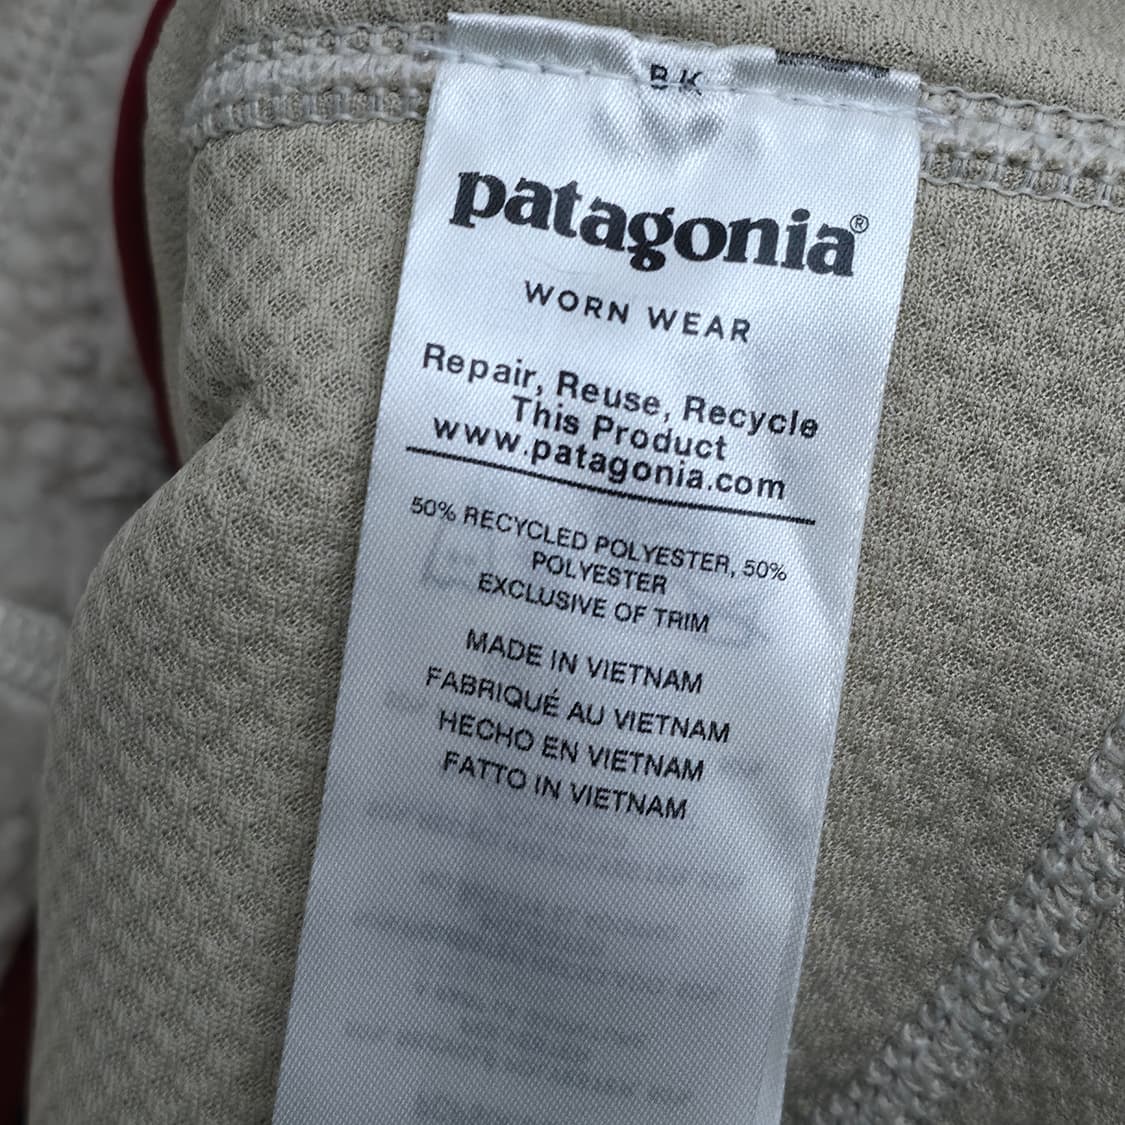 BK
patagonia®
WORN WEAR
Repair, Reuse, Recycle
This Product
www.patagonia.com
50% RECYCLED POLYESTER, 50%
POLYESTER
EXCLUSIVE OF TRIM
MADE IN VIETNAM
FABRIQUÉ AU VIETNAM
HECHO EN VIETNAM
FATTO IN VIETNAM